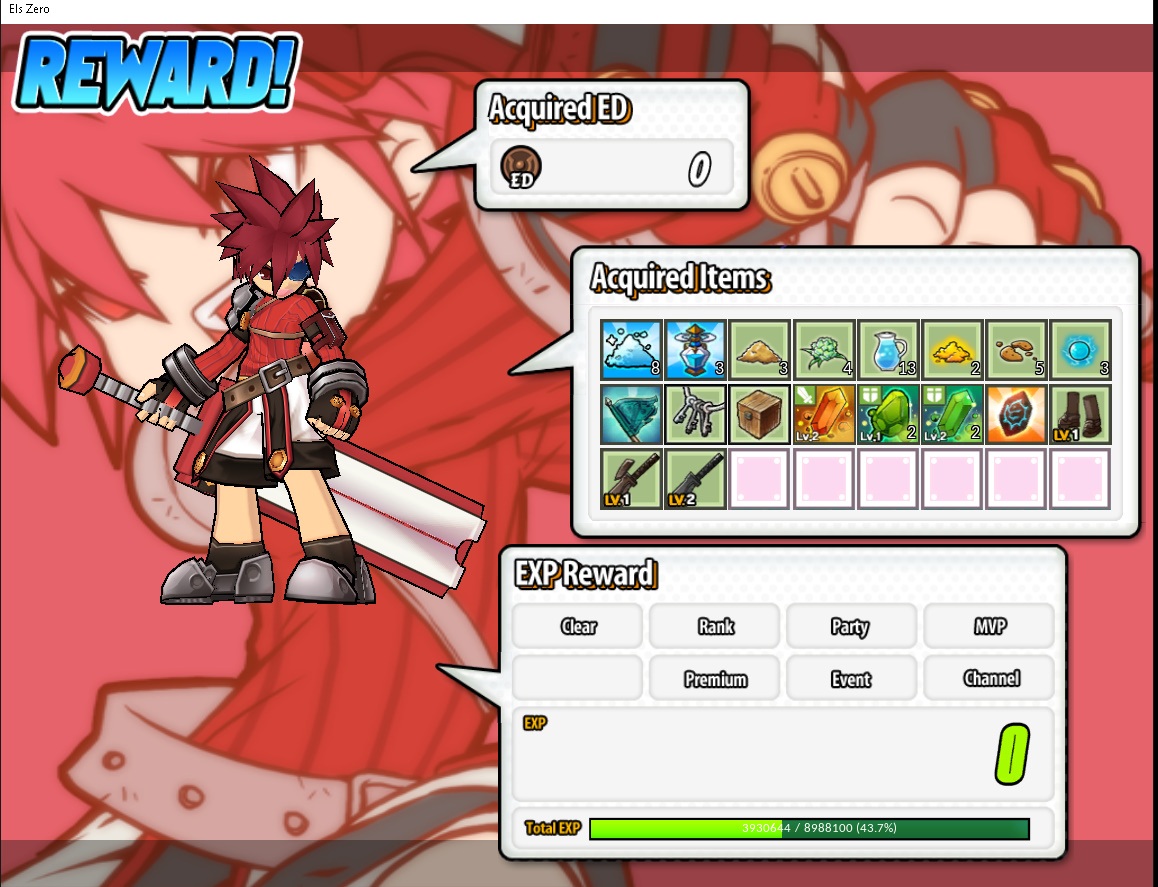 Els Zero
REWARD!
Acquired ED
ED 0
Acquired Items
8 3 3 4 13 2 5 3
Lv.2 Lv.1 2 Lv.2 2 LV.1
LV.1 LV.2
EXP Reward
Clear Rank Party MVP
Premium Event Channel
EXP
0
Total EXP 3930644 / 8988100 (43.7%)